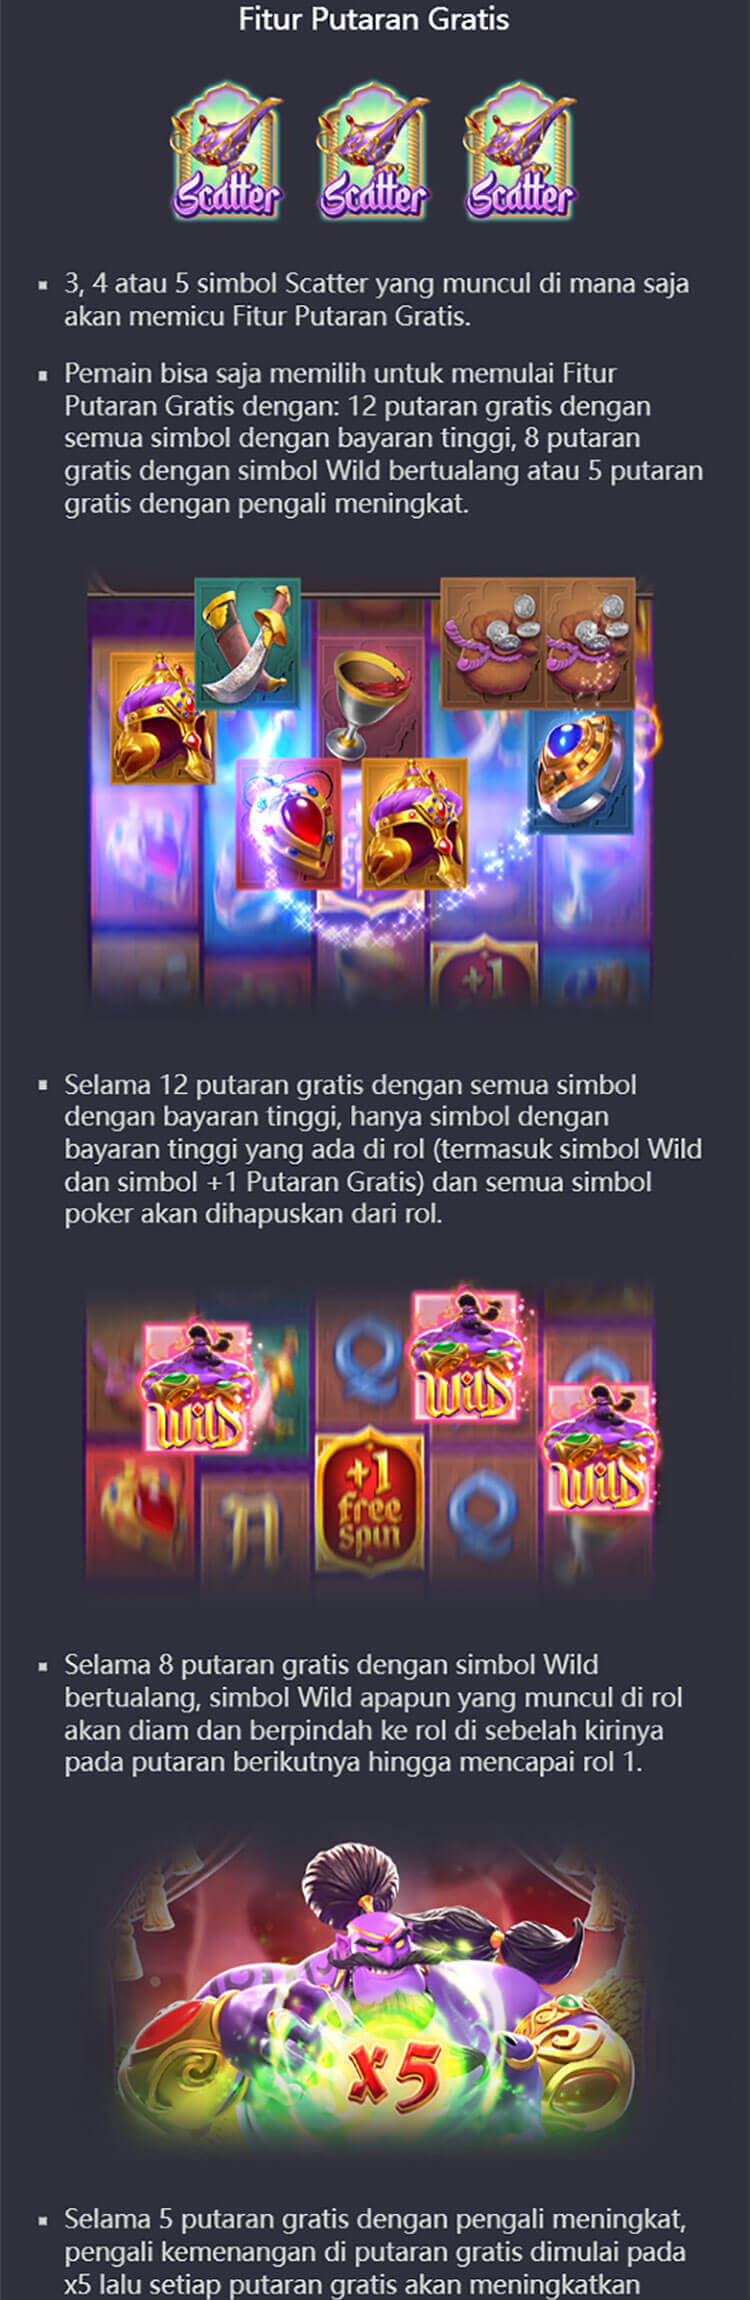 Fitur Putaran Gratis
Scatter Scatter Scatter
▪ 3, 4 atau 5 simbol Scatter yang muncul di mana saja
akan memicu Fitur Putaran Gratis.
▪ Pemain bisa saja memilih untuk memulai Fitur
Putaran Gratis dengan: 12 putaran gratis dengan
semua simbol dengan bayaran tinggi, 8 putaran
gratis dengan simbol Wild bertualang atau 5 putaran
gratis dengan pengali meningkat.
+1
▪ Selama 12 putaran gratis dengan semua simbol
dengan bayaran tinggi, hanya simbol dengan
bayaran tinggi yang ada di rol (termasuk simbol Wild
dan simbol +1 Putaran Gratis) dan semua simbol
poker akan dihapuskan dari rol.
Wild
Q
Wild
Wild
A
+1
free
spin
Q
▪ Selama 8 putaran gratis dengan simbol Wild
bertualang, simbol Wild apapun yang muncul di rol
akan diam dan berpindah ke rol di sebelah kirinya
pada putaran berikutnya hingga mencapai rol 1.
x5
▪ Selama 5 putaran gratis dengan pengali meningkat,
pengali kemenangan di putaran gratis dimulai pada
x5 lalu setiap putaran gratis akan meningkatkan